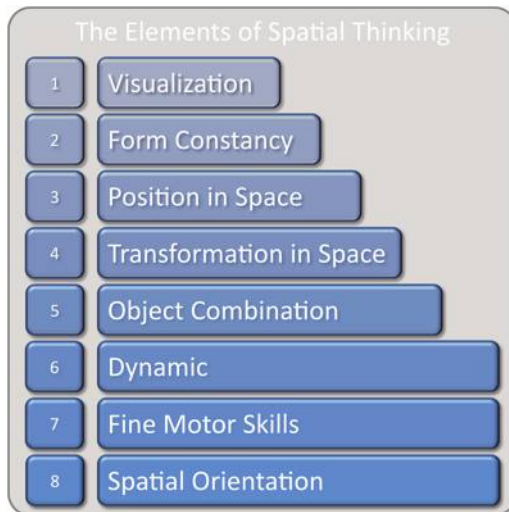 The Elements of Spatial Thinking
1 Visualization
2 Form Constancy
3 Position in Space
4 Transformation in Space
5 Object Combination
6 Dynamic
7 Fine Motor Skills
8 Spatial Orientation